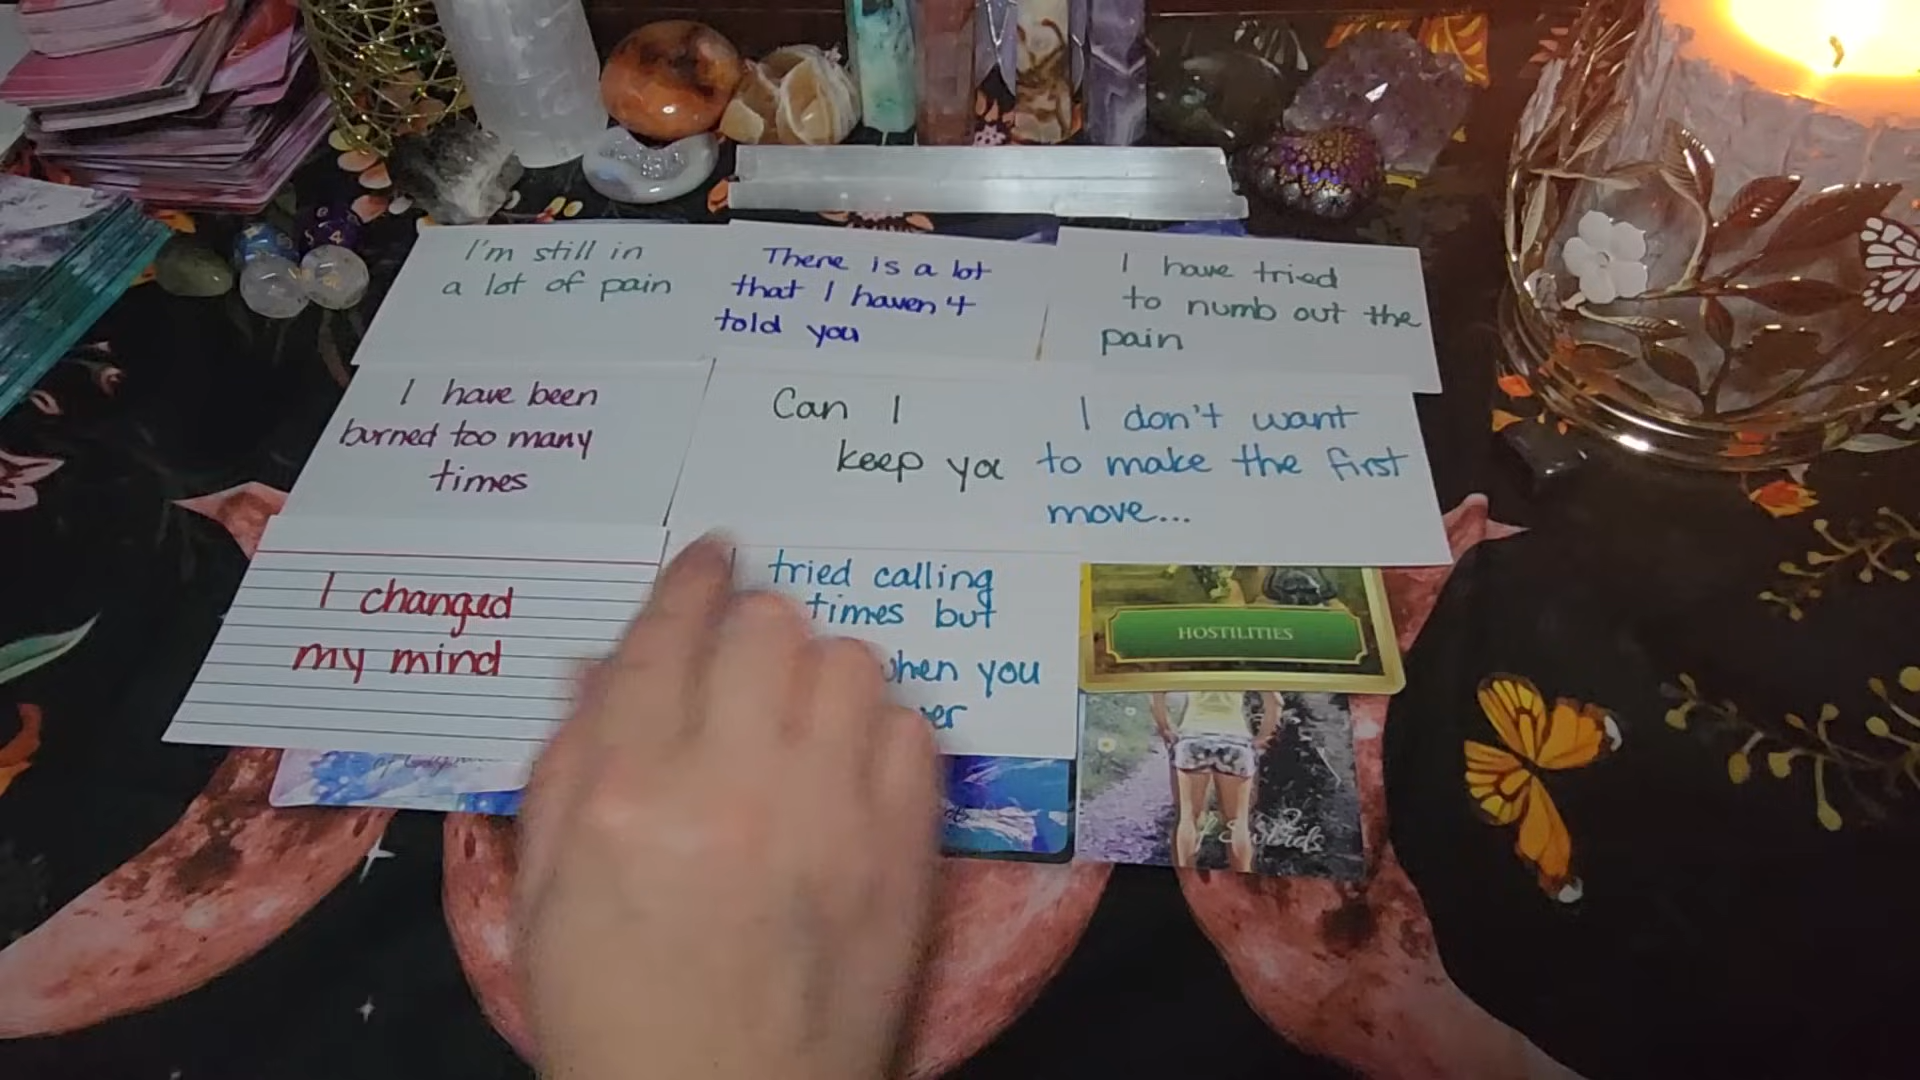 I'm still in
a lot of pain
There is a lot
that I haven't
told you
I have tried
to numb out the
pain
I have been
burned too many
times
Can I
keep you
I don't want
to make the first
move...
I changed
my mind
tried calling
times but
when you
HOSTILITIES
of